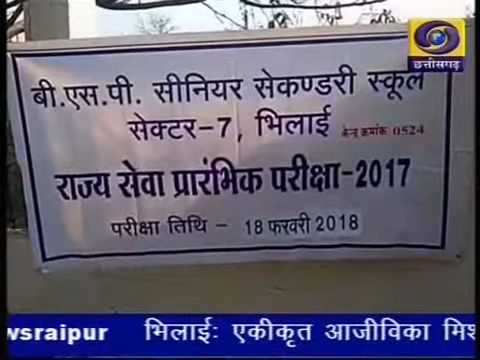 छत्तीसगढ़
बी.एस.पी. सीनियर सेकण्डरी स्कूल
सेक्टर-7, भिलाई केन्द्र क्रमांक 0524
राज्य सेवा प्रारंभिक परीक्षा-2017
परीक्षा तिथि - 18 फरवरी 2018
wsraipur भिलाईः एकीकृत आजीविका मिश